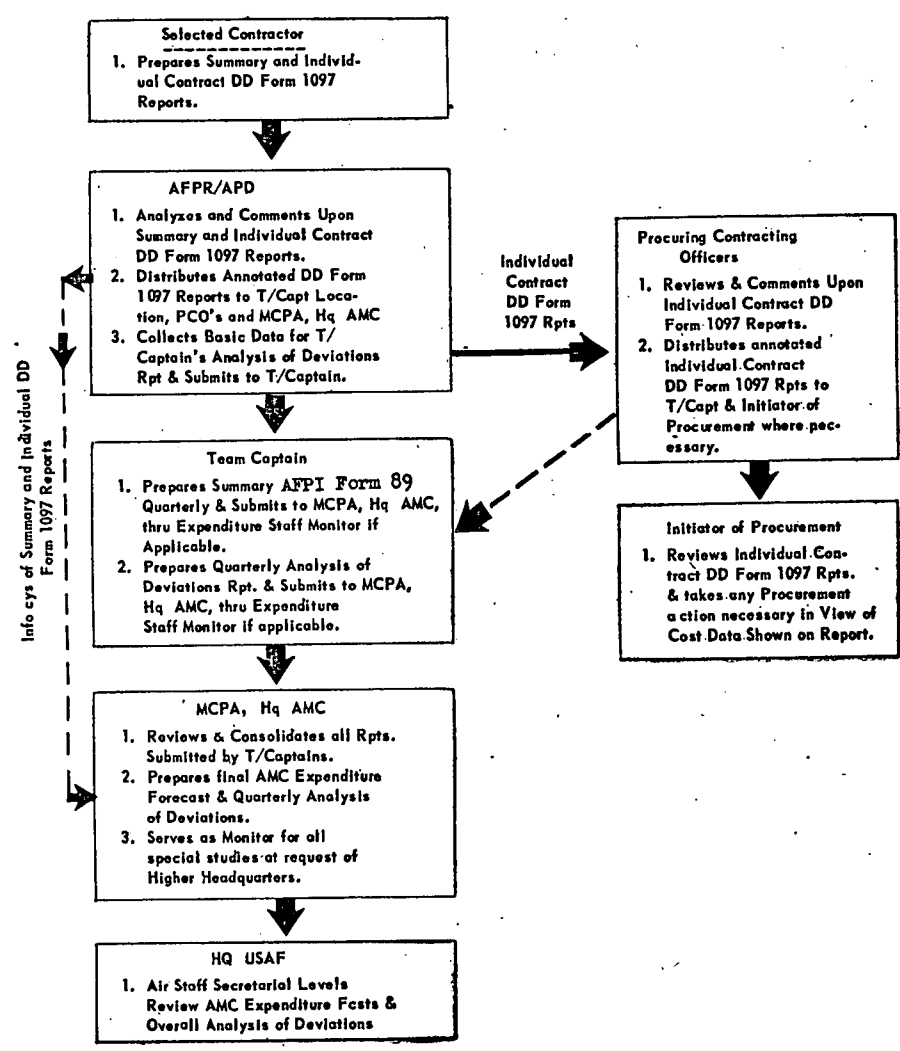 Selected Contractor
1. Prepares Summary and Individ-
ual Contract DD Form 1097
Reports.
AFPR/APD
1. Analyzes and Comments Upon
Summary and Individual Contract
DD Form 1097 Reports.
2. Distributes Annotated DD Form
1097 Reports to T/Capt Loca-
tion, PCO's and MCPA, Hq AMC
3. Collects Basic Data for T/
Captain's Analysis of Deviations
Rpt & Submits to T/Captain.
Individual
Contract
DD Form
1097 Rpts
Procuring Contracting
Officers
1. Reviews & Comments Upon
Individual Contract DD
Form 1097 Reports.
2. Distributes annotated
Individual Contract
DD Form 1097 Rpts to
T/Capt & Initiator of
Procurement where pec-
essary.
Info cys of Summary and Individual DD
Form 1097 Reports
Team Captain
1. Prepares Summary AFPI Form 89
Quarterly & Submits to MCPA, Hq AMC,
thru Expenditure Staff Monitor if
Applicable.
2. Prepares Quarterly Analysis of
Deviations Rpt. & Submits to MCPA,
Hq AMC, thru Expenditure
Staff Monitor if applicable.
Initiator of Procurement
1. Reviews Individual Con-
tract DD Form 1097 Rpts.
& takes any Procurement
action necessary in View of
Cost Data Shown on Report.
MCPA, Hq AMC
1. Reviews & Consolidates all Rpts.
Submitted by T/Captains.
2. Prepares final AMC Expenditure
Forecast & Quarterly Analysis
of Deviations.
3. Serves as Monitor for all
special studies at request of
Higher Headquarters.
HQ USAF
1. Air Staff Secretarial Levels
Review AMC Expenditure Fcsts &
Overall Analysis of Deviations